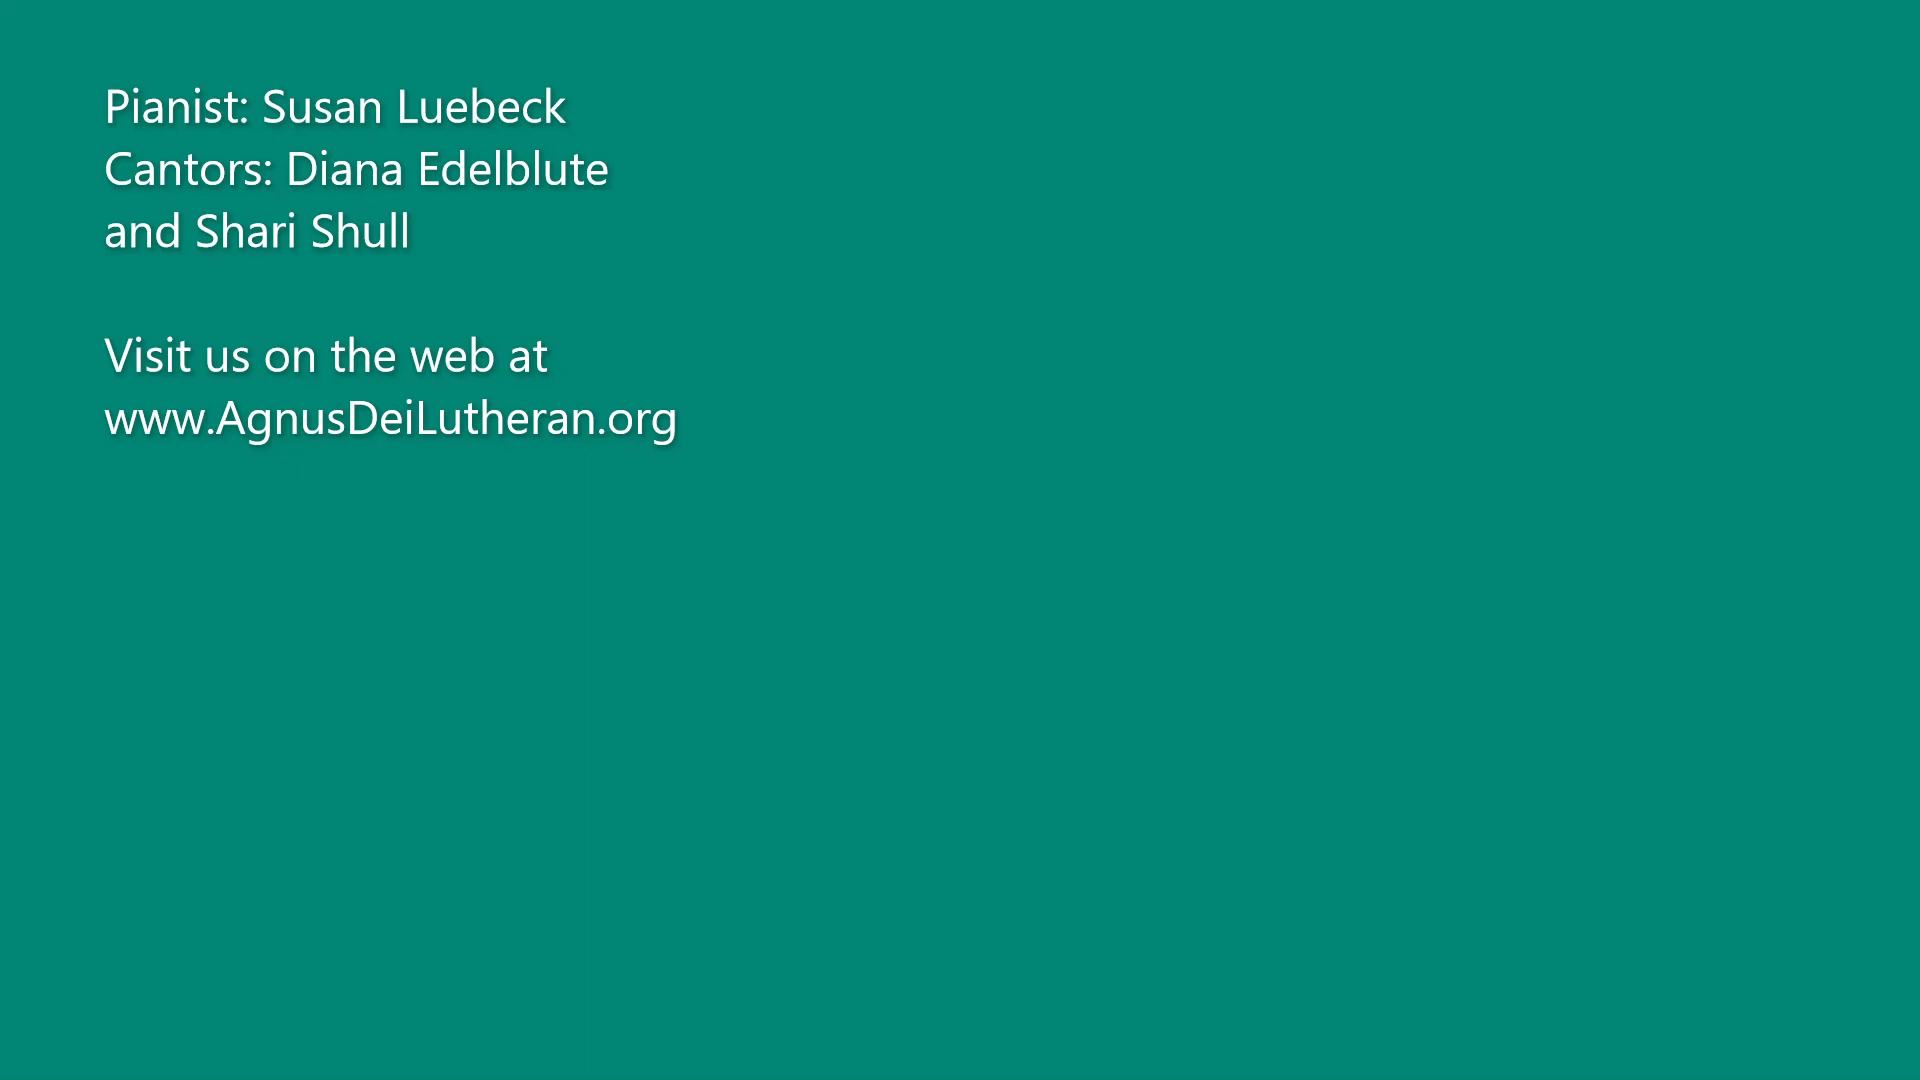 Pianist: Susan Luebeck
Cantors: Diana Edelblute
and Shari Shull
Visit us on the web at
www.AgnusDeiLutheran.org